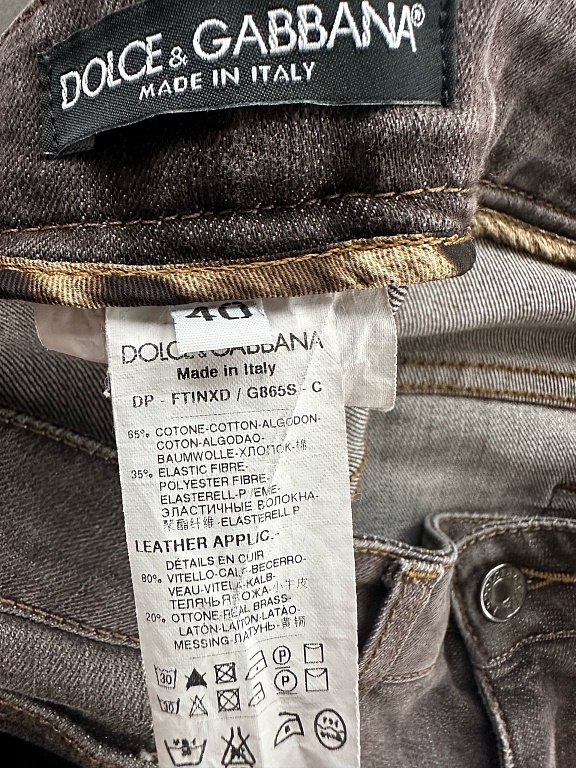 DOLCE & GABBANA®
MADE IN ITALY
40
DOLCE & GABBANA
Made in Italy
DP - FTINXD / G865S - C
65% COTONE-COTTON-ALGODON-
COTON-ALGODAO-
BAUMWOLLE-ХЛОПОК-棉
35% ELASTIC FIBRE-
POLYESTER FIBRE-
ELASTERELL-P /EME-
ЭЛАСТИЧНЫЕ ВОЛОКНА-
聚酯纤维 -ELASTERELL P
LEATHER APPLIC.-
DÉTAILS EN CUIR
80% VITELLO-CALF-BECERRO-
VEAU-VITELA-KALB-
ТЕЛЯЧЬЯ КОЖА-小牛皮
20% OTTONE-REAL BRASS-
LATÓN-LAITON-LATÃO-
MESSING-ЛАТУНЬ-黄铜
30 P
30 P